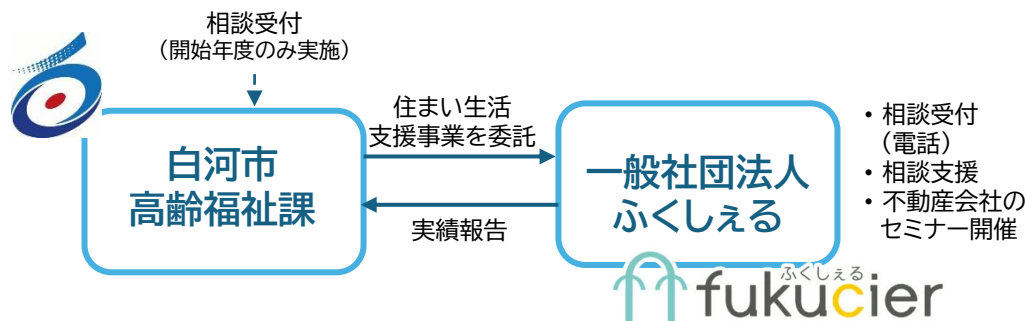 相談受付
（開始年度のみ実施）
白河市
高齢福祉課
住まい生活
支援事業を委託
実績報告
一般社団法人
ふくしぇる
・相談受付
（電話）
・相談支援
・不動産会社の
セミナー開催
ふくしぇる
fukucier